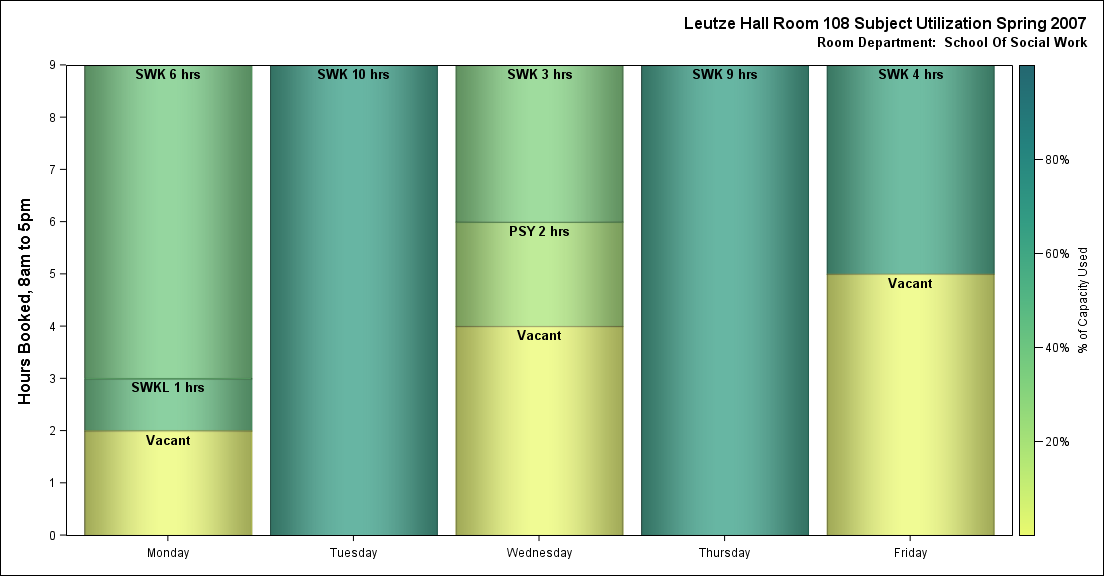 Leutze Hall Room 108 Subject Utilization Spring 2007
Room Department: School Of Social Work
Hours Booked, 8am to 5pm
9
8
7
6
5
4
3
2
1
0
SWK 6 hrs
SWKL 1 hrs
Vacant
SWK 10 hrs
SWK 3 hrs
PSY 2 hrs
Vacant
SWK 9 hrs
SWK 4 hrs
Vacant
Monday
Tuesday
Wednesday
Thursday
Friday
80%
60%
40%
20%
% of Capacity Used